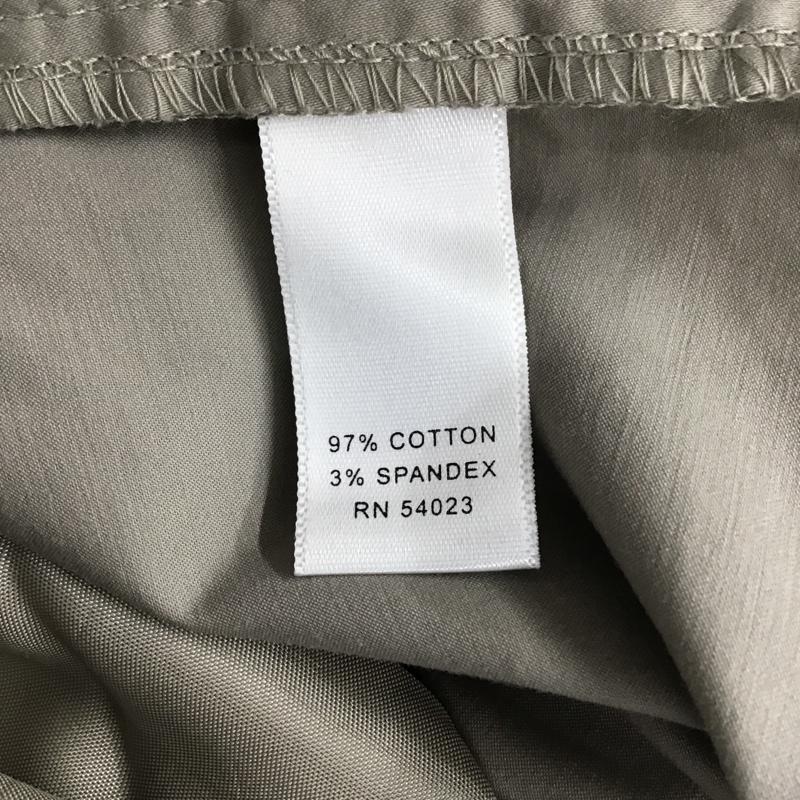 97% COTTON
3% SPANDEX
RN 54023